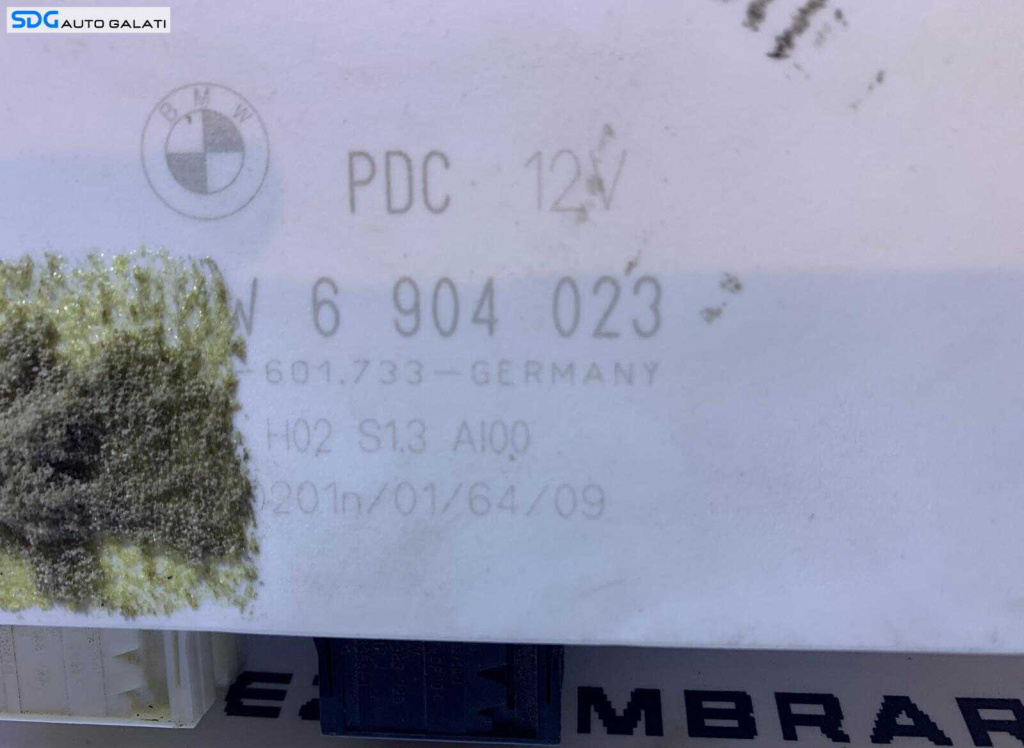 SDG AUTO GALATI
BMW
PDC 12V
W 6 904 023
-601.733-GERMANY
H02 S1.3 AI00
0201n/01/64/09
MBRAR